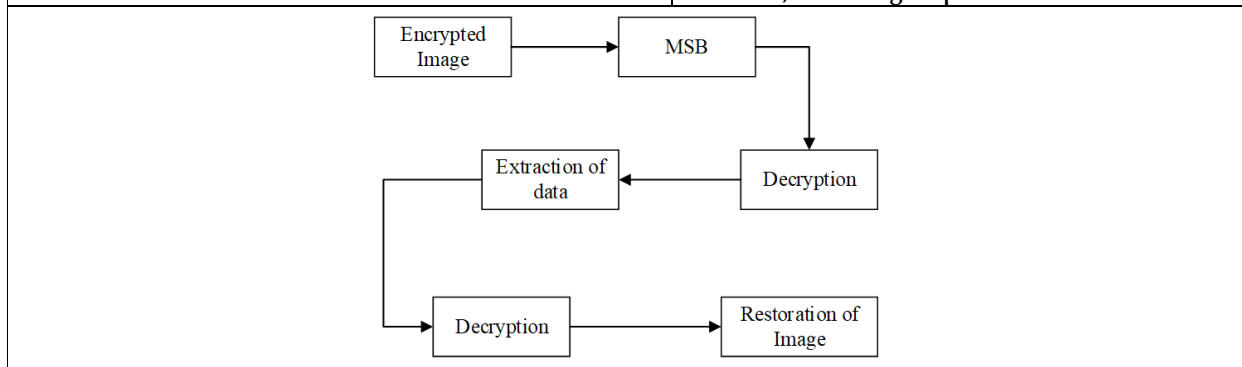 Encrypted
Image
MSB
Extraction of
data
Decryption
Decryption
Restoration of
Image